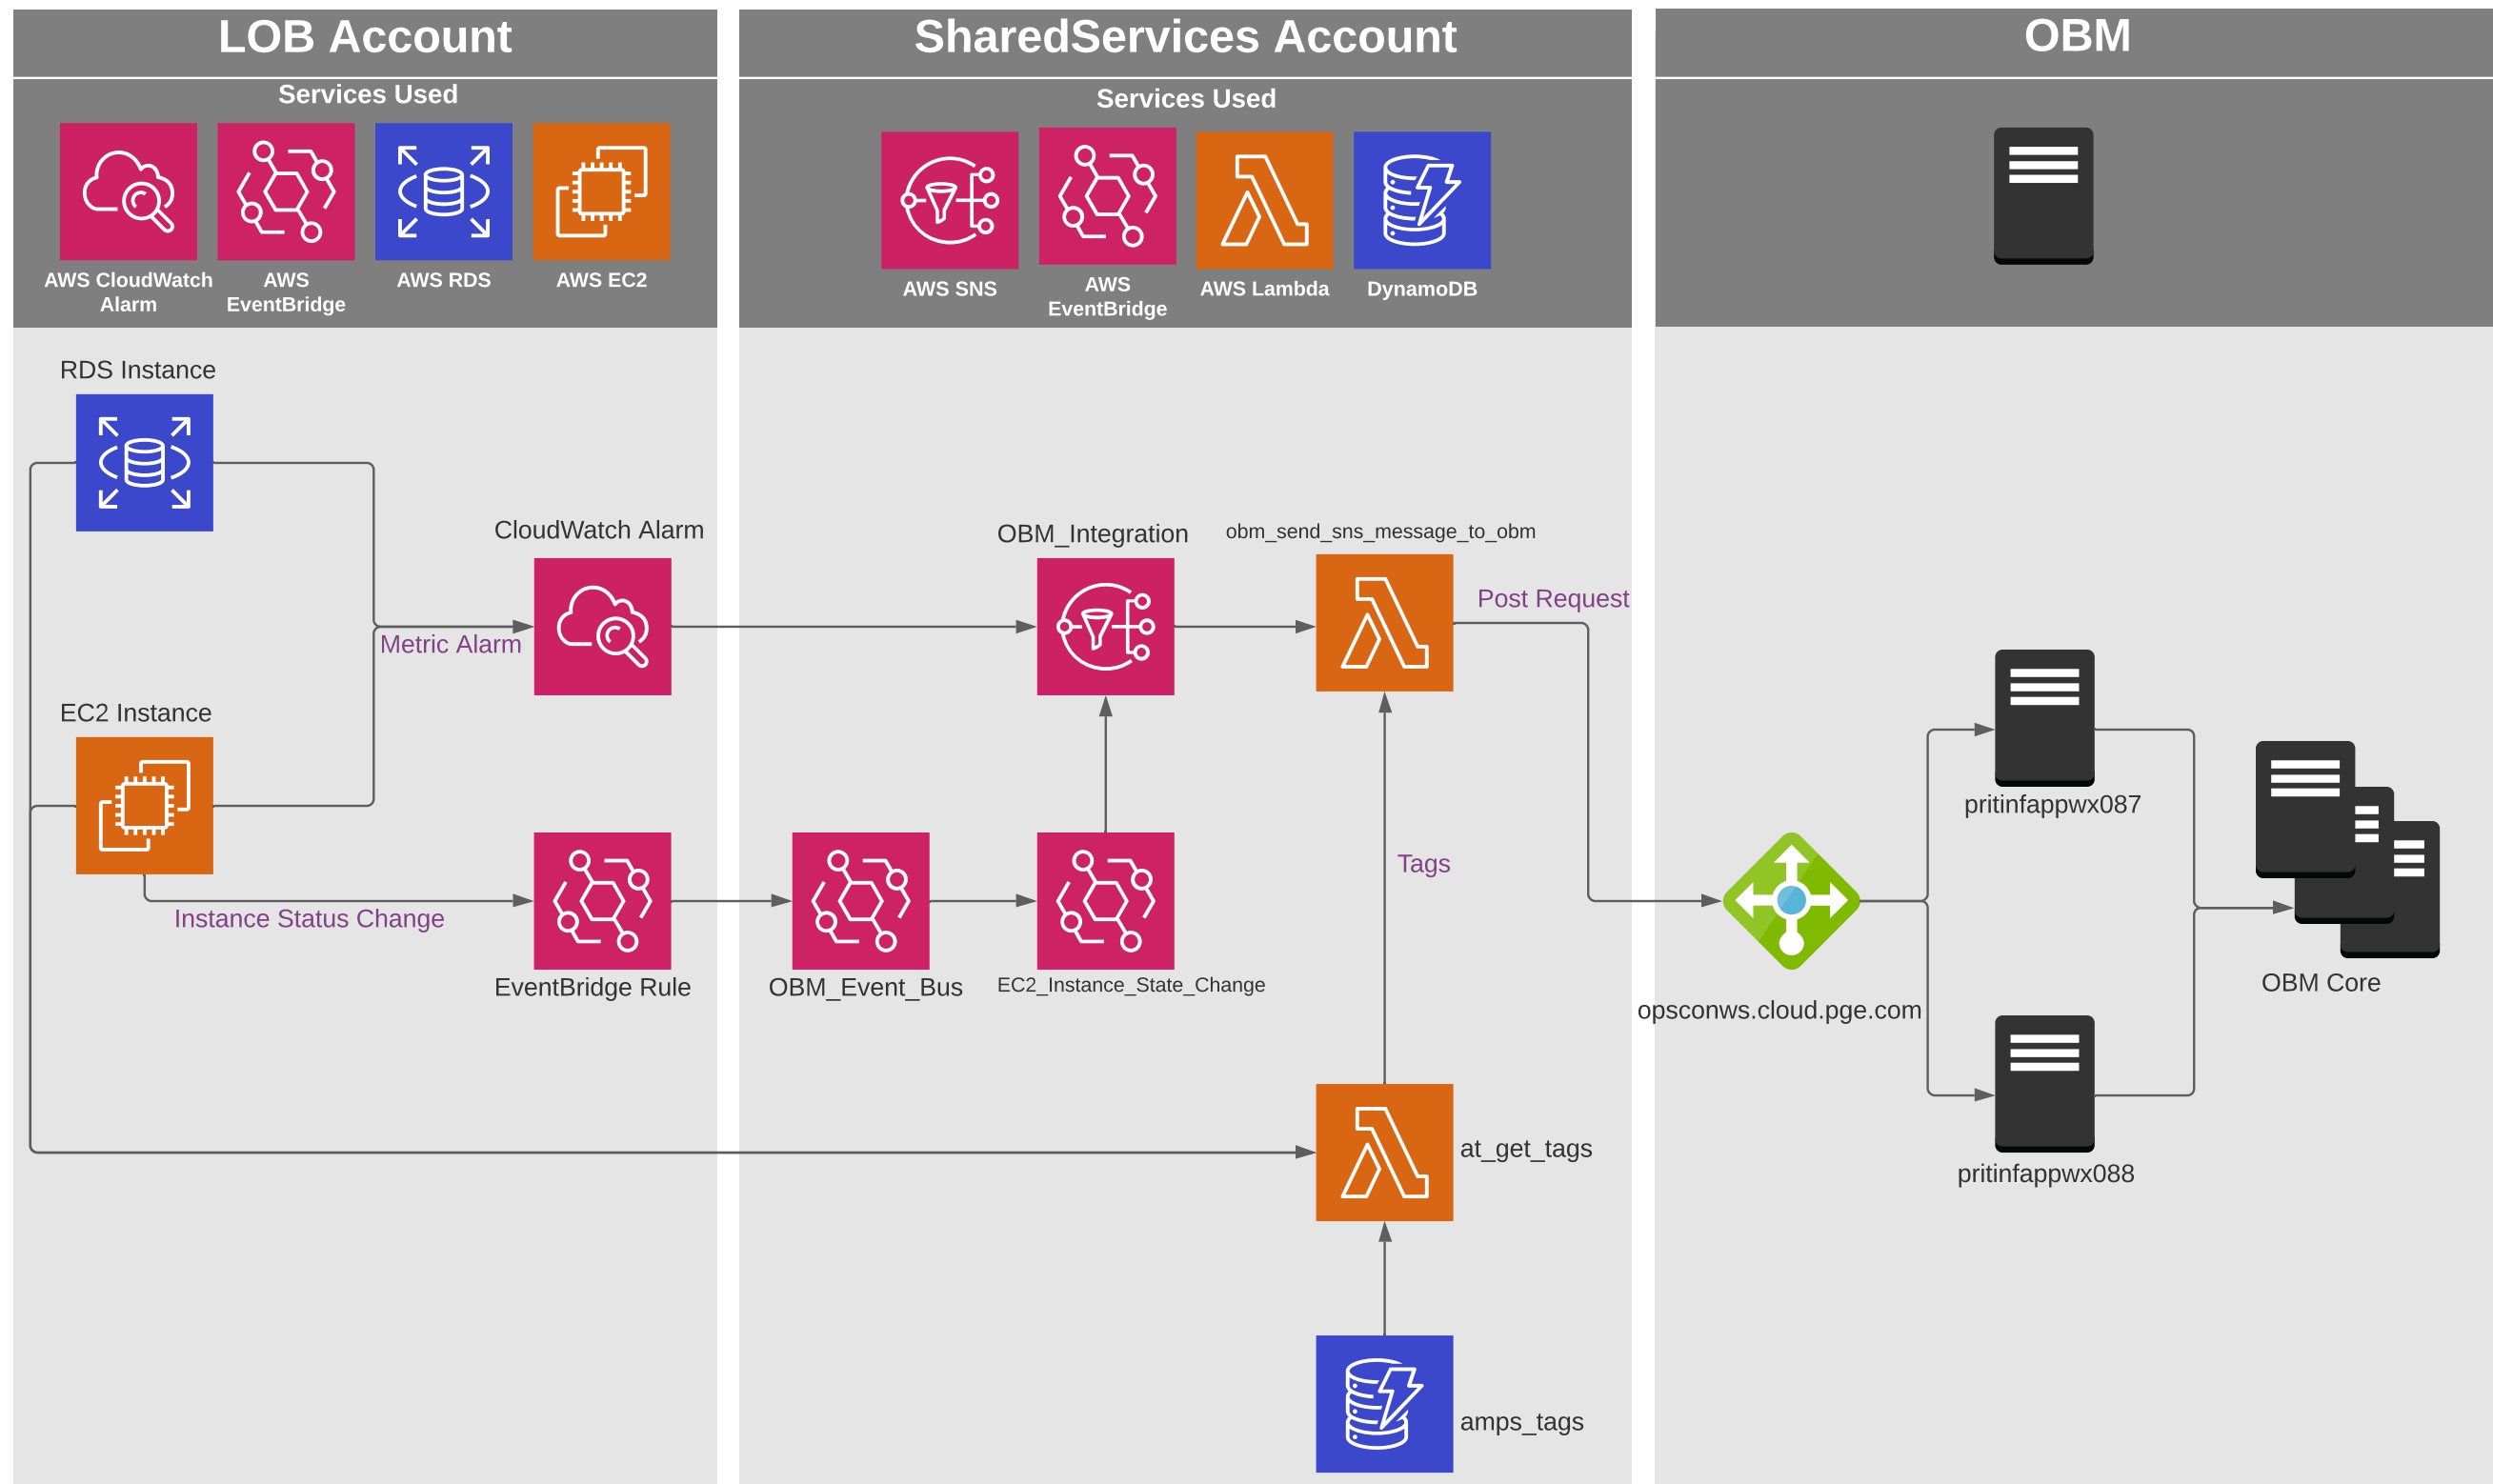 LOB Account
SharedServices Account
OBM
Services Used
Services Used
AWS CloudWatch
Alarm
AWS
EventBridge
AWS RDS
AWS EC2
AWS SNS
AWS
EventBridge
AWS Lambda
DynamoDB
RDS Instance
CloudWatch Alarm
OBM_Integration
obm_send_sns_message_to_obm
Post Request
Metric Alarm
EC2 Instance
pritinfappwx087
Tags
Instance Status Change
EventBridge Rule
OBM_Event_Bus
EC2_Instance_State_Change
OBM Core
opsconws.cloud.pge.com
at_get_tags
pritinfappwx088
amps_tags